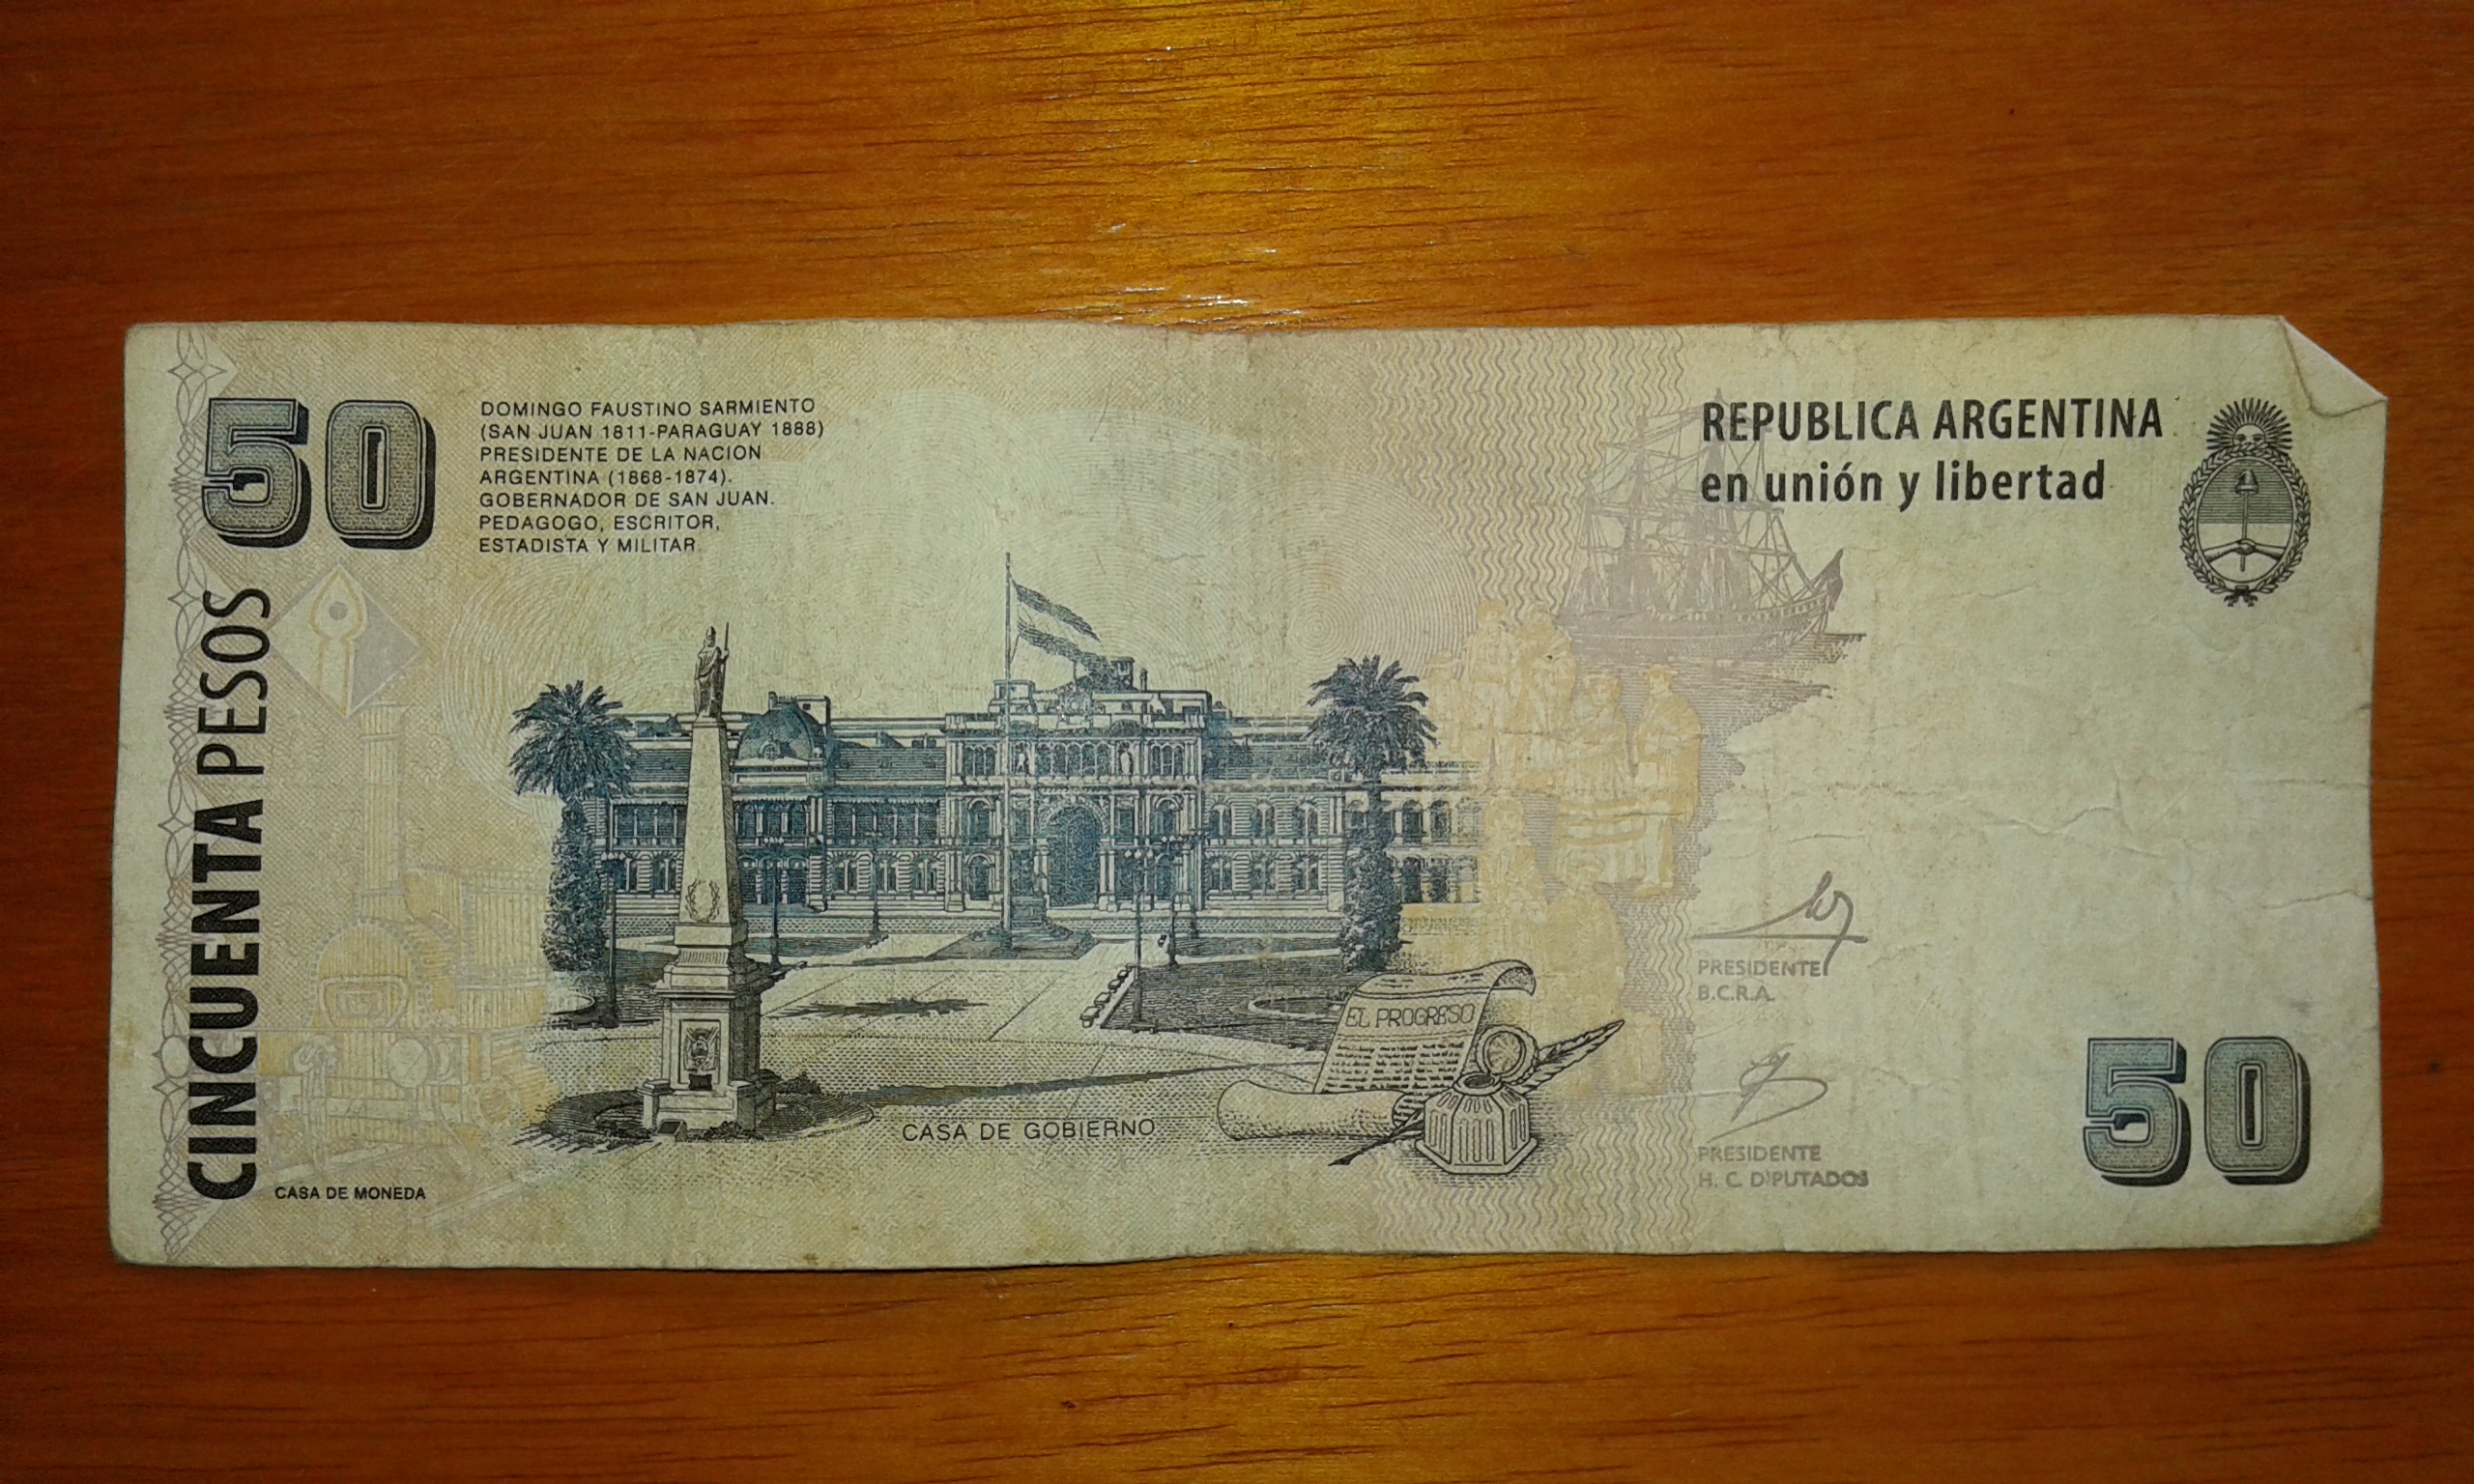 50
CINCUENTA PESOS
CASA DE MONEDA
DOMINGO FAUSTINO SARMIENTO
(SAN JUAN 1811-PARAGUAY 1888)
PRESIDENTE DE LA NACION
ARGENTINA (1868-1874).
GOBERNADOR DE SAN JUAN.
PEDAGOGO, ESCRITOR,
ESTADISTA Y MILITAR
CASA DE GOBIERNO
EL PROGRESO
REPUBLICA ARGENTINA
en unión y libertad
PRESIDENTE
B.C.R.A.
PRESIDENTE
H. C. DIPUTADOS
50